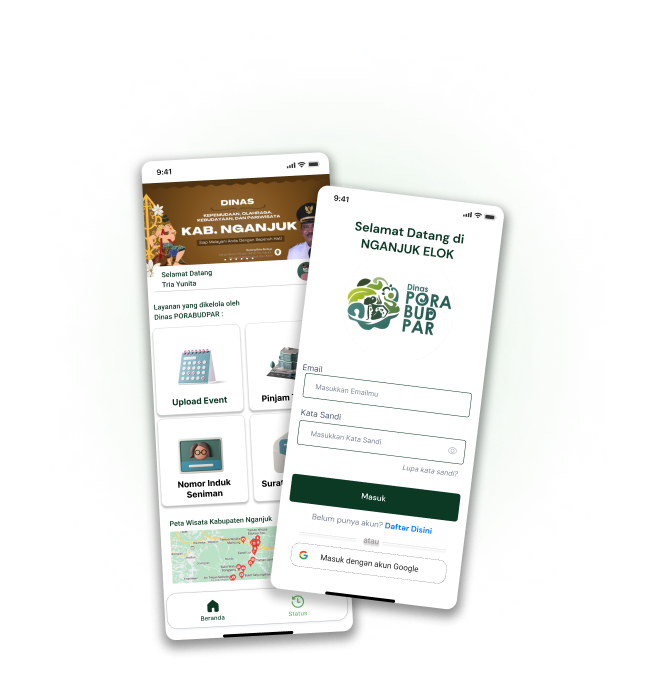 9:41
DINAS
KEPEMUDAAN, OLAHRAGA,
KEBUDAYAAN, DAN PARIWISATA
KAB. NGANJUK
Siap Melayani Anda Dengan Sepenuh Hati
Selamat Datang
Tria Yunita
Layanan yang dikelola oleh
Dinas PORABUDPAR :
Upload Event
Pinjam
Nomor Induk
Seniman
Sura
Peta Wisata Kabupaten Nganjuk
Beranda
Status
9:41
Selamat Datang di
NGANJUK ELOK
Dinas
PORA
BUD
PAR
Email
Masukkan Emailmu
Kata Sandi
Masukkan Kata Sandi
Lupa kata sandi?
Masuk
Belum punya akun? Daftar Disini
atau
Masuk dengan akun Google